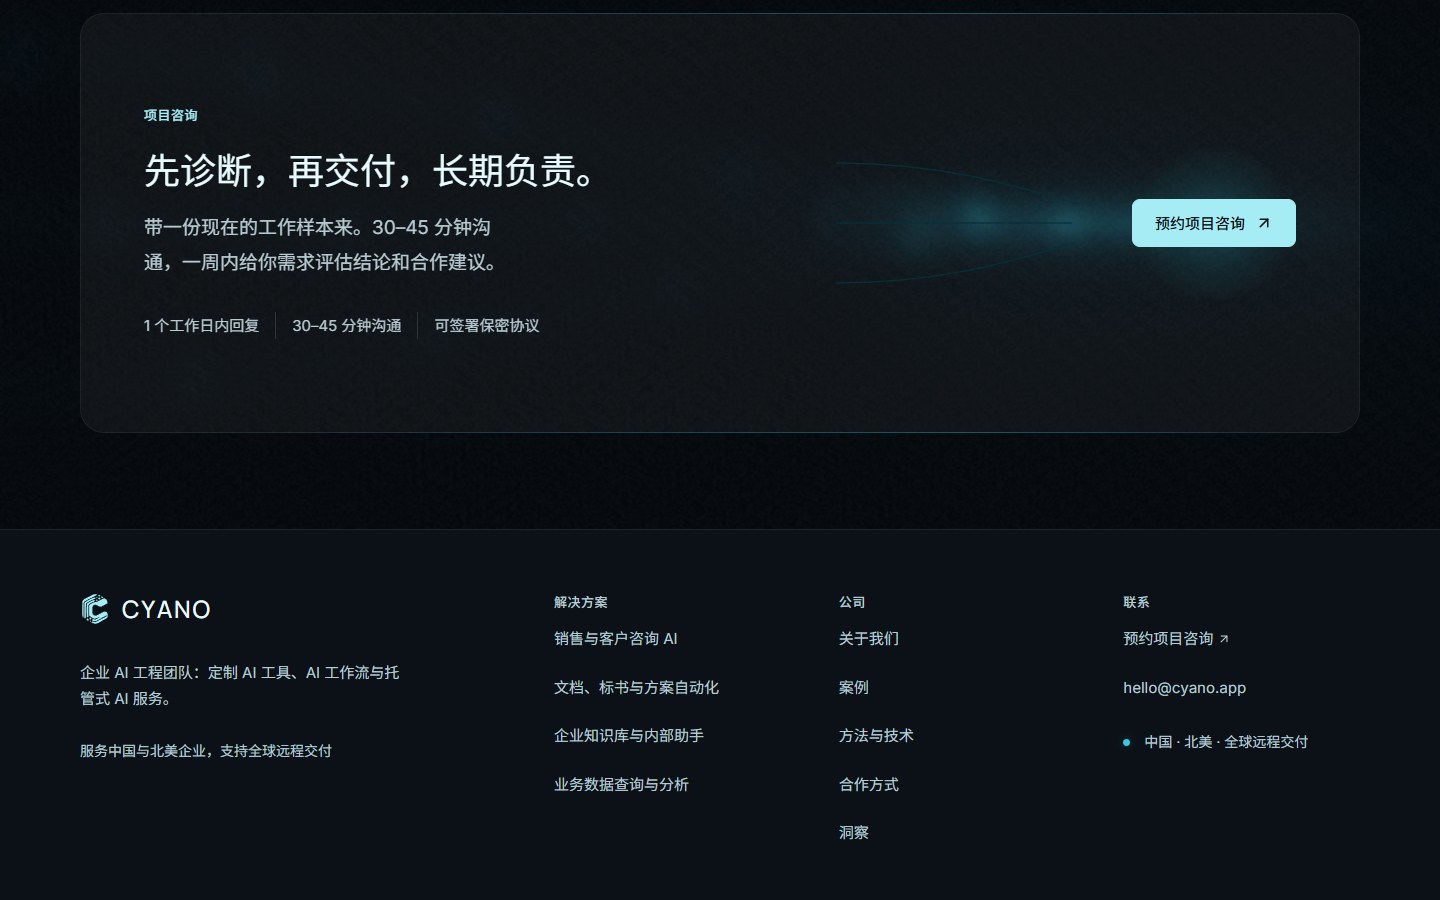 项目咨询
先诊断，再交付，长期负责。
带一份现在的工作样本来。30–45 分钟沟
通，一周内给你需求评估结论和合作建议。
1 个工作日内回复
30–45 分钟沟通
可签署保密协议
预约项目咨询
CYANO
企业 AI 工程团队：定制 AI 工具、AI 工作流与托
管式 AI 服务。
服务中国与北美企业，支持全球远程交付
解决方案
销售与客户咨询 AI
文档、标书与方案自动化
企业知识库与内部助手
业务数据查询与分析
公司
关于我们
案例
方法与技术
合作方式
洞察
联系
预约项目咨询
hello@cyano.app
中国 · 北美 · 全球远程交付